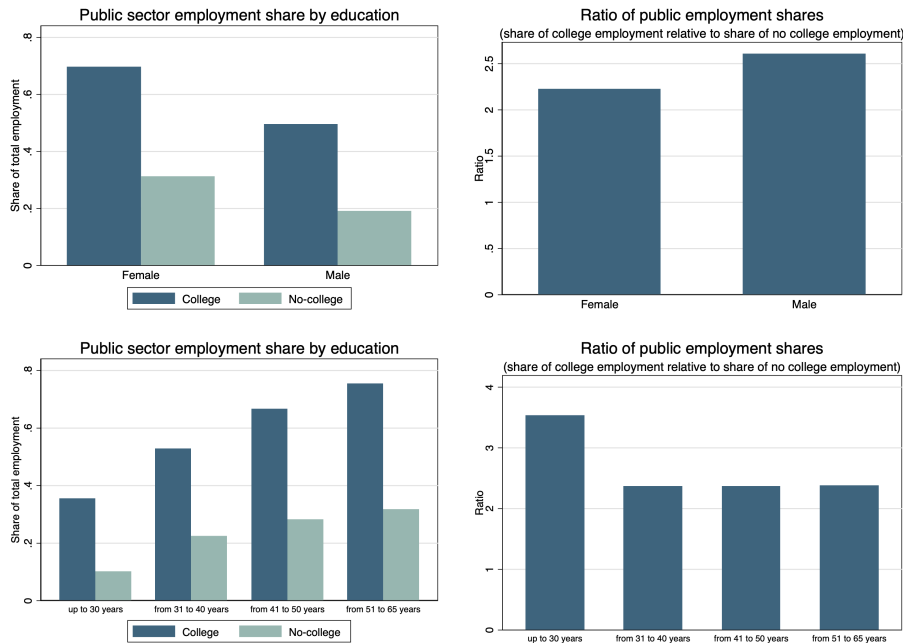 Public sector employment share by education
Share of total employment
.8
.6
.4
.2
0
Female
Male
College
No-college
Ratio of public employment shares
(share of college employment relative to share of no college employment)
Ratio
2.5
2
1.5
1
.5
0
Female
Male
Public sector employment share by education
Share of total employment
.8
.6
.4
.2
0
up to 30 years
from 31 to 40 years
from 41 to 50 years
from 51 to 65 years
College
No-college
Ratio of public employment shares
(share of college employment relative to share of no college employment)
Ratio
4
3
2
1
0
up to 30 years
from 31 to 40 years
from 41 to 50 years
from 51 to 65 years